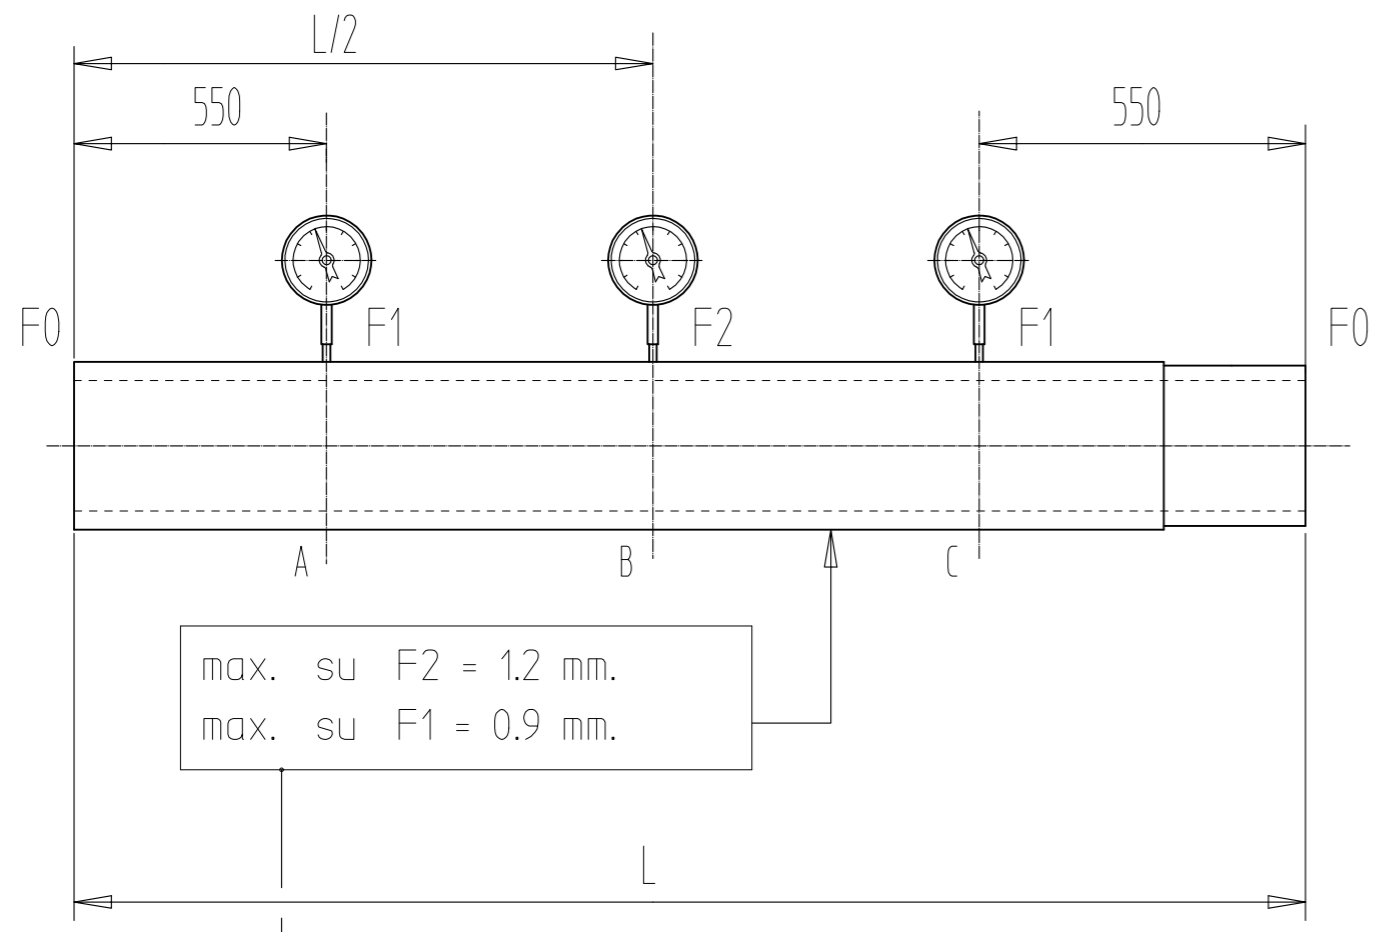 L/2
550
550
F0
F1
F2
F1
F0
A
B
C
max. su F2 = 1.2 mm.
max. su F1 = 0.9 mm.
L